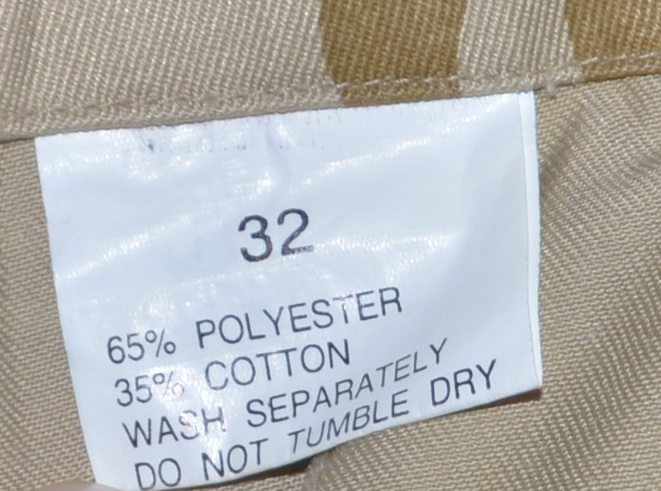 32
65% POLYESTER
35% COTTON
WASH SEPARATELY
DO NOT TUMBLE DRY